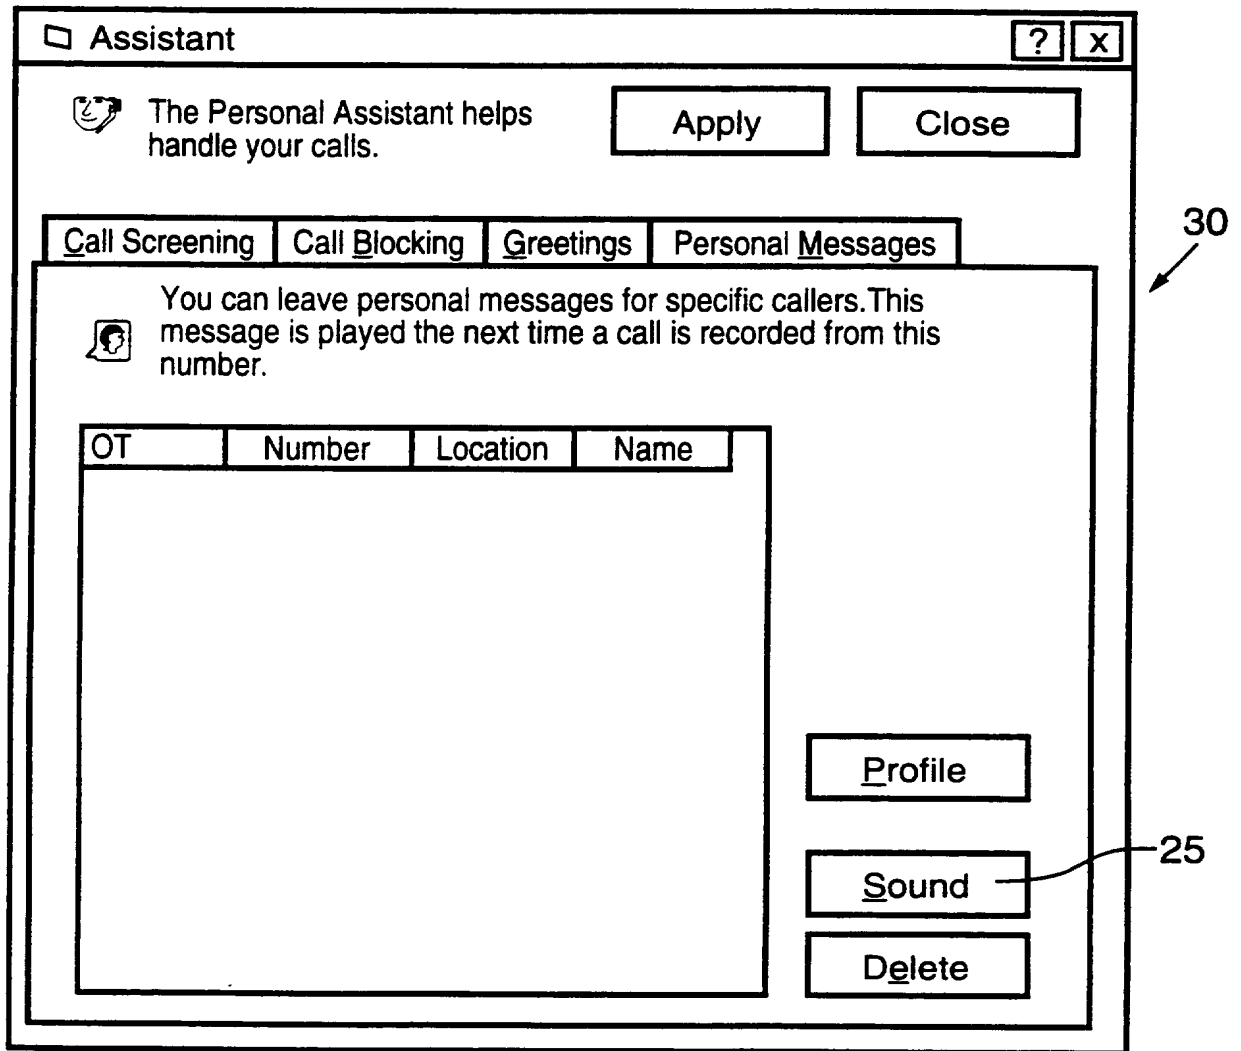 Assistant
? x
The Personal Assistant helps
handle your calls.
Apply
Close
Call Screening
Call Blocking
Greetings
Personal Messages
30
You can leave personal messages for specific callers.This
message is played the next time a call is recorded from this
number.
OT
Number
Location
Name
Profile
Sound
25
Delete